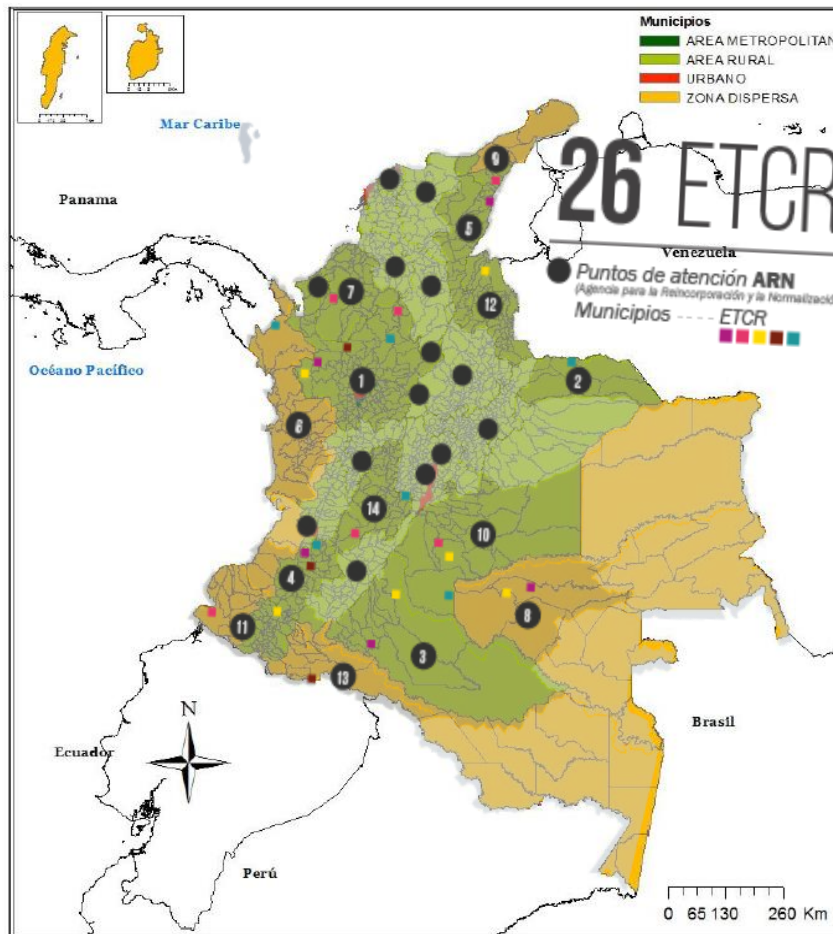 Municipios
AREA METROPOLITAN
AREA RURAL
URBANO
ZONA DISPERSA
Mar Caribe
Panama
26 ETCR
Venezuela
Puntos de atención ARN
(Agencia para la Reincorporación y la Normalizació
Municipios ---- ETCR
Océano Pacífico
9
5
7
12
1
2
6
14
10
4
8
11
3
13
N
Brasil
Ecuador
Perú
0 65 130 260 Km